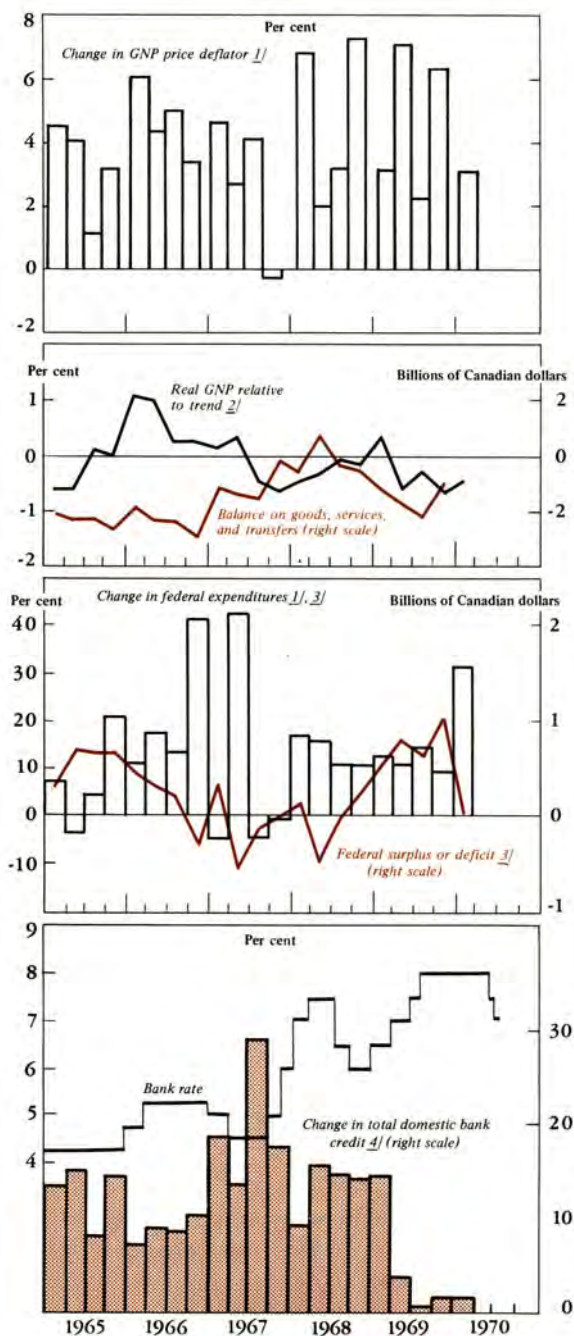 Per cent
Change in GNP price deflator 1/
8
6
4
2
0
-2
Per cent
Billions of Canadian dollars
Real GNP relative
to trend 2/
Balance on goods, services,
and transfers (right scale)
1
0
-1
-2
2
0
-2
Per cent
Billions of Canadian dollars
Change in federal expenditures 1/, 3/
Federal surplus or deficit 3/
(right scale)
40
30
20
10
0
-10
2
1
0
-1
Per cent
Bank rate
Change in total domestic bank
credit 4/ (right scale)
9
8
7
6
5
4
30
20
10
0
1965 1966 1967 1968 1969 1970